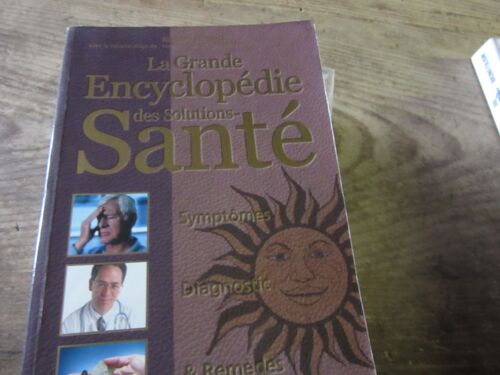 La Grande
Encyclopédie
des Solutions-
Santé
Symptômes
Diagnostic
& Remèdes